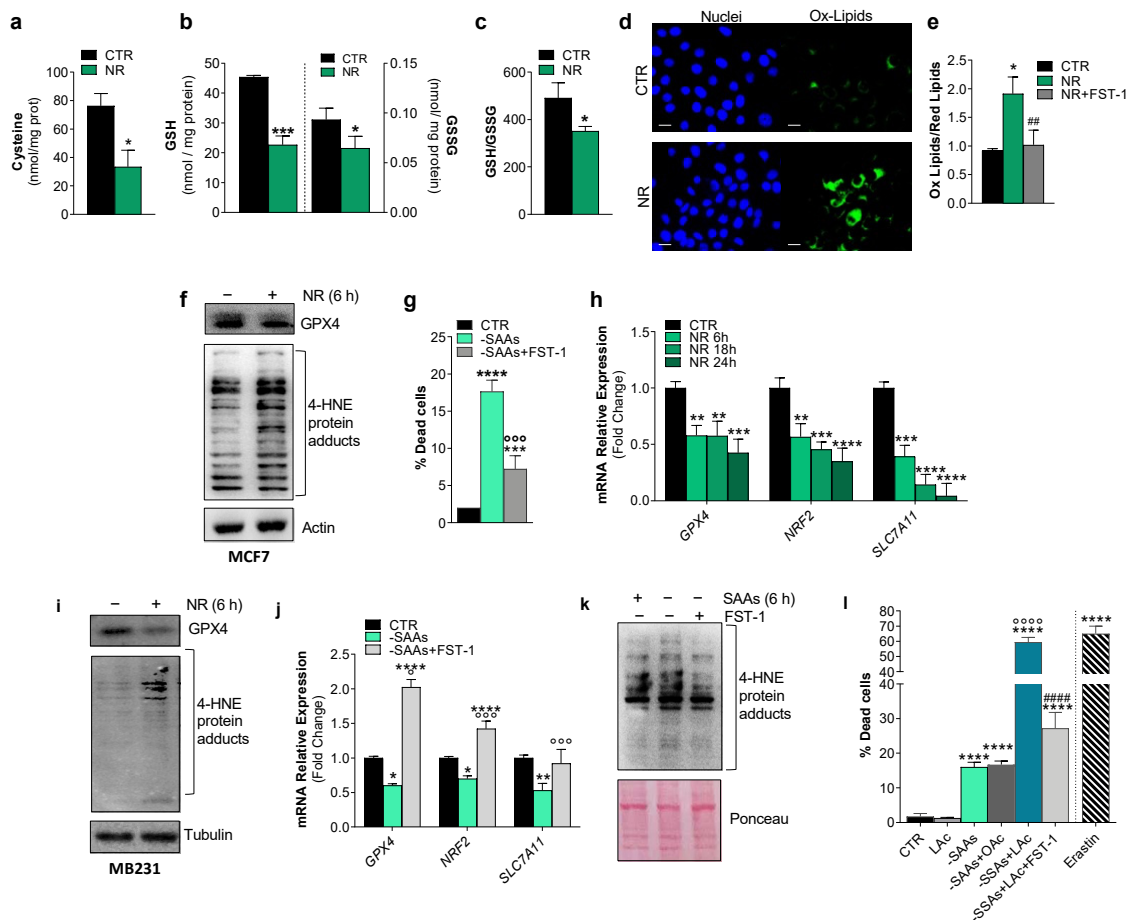 a
CTR
NR
Cysteine
(nmol/mg prot)
100
80
60
40
20
0
*
b
CTR
NR
CTR
NR
GSH
(nmol / mg protein)
50
40
30
20
10
0
***
*
0.15
0.10
0.05
0.00
GSSG
(nmol/ mg protein)
c
CTR
NR
GSH/GSSG
600
400
200
0
*
d
Nuclei
Ox-Lipids
CTR
NR
e
CTR
NR
NR+FST-1
Ox Lipids/Red Lipids
3
2
1
0
*
##
f
− + NR (6 h)
GPX4
4-HNE
protein
adducts
Actin
MCF7
g
CTR
-SAAs
-SAAs+FST-1
% Dead cells
25
20
15
10
5
0
****
°°°
***
h
CTR
NR 6h
NR 18h
NR 24h
mRNA Relative Expression
(Fold Change)
1.5
1.0
0.5
0.0
** ** ***
** *** ****
*** **** ****
GPX4 NRF2 SLC7A11
i
− + NR (6 h)
GPX4
4-HNE
protein
adducts
Tubulin
MB231
j
CTR
-SAAs
-SAAs+FST-1
mRNA Relative Expression
(Fold Change)
2.5
2.0
1.5
1.0
0.5
0.0
* ****
°
* ****
°°°
** °°°
GPX4 NRF2 SLC7A11
k
+ − − SAAs (6 h)
− − + FST-1
4-HNE
protein
adducts
Ponceau
l
% Dead cells
80
70
60
50
40
30
20
10
0
****
****
°°°°
****
####
****
****
CTR
LAc
-SAAs
-SAAs+OAc
-SSAs+LAc
-SSAs+LAc+FST-1
Erastin